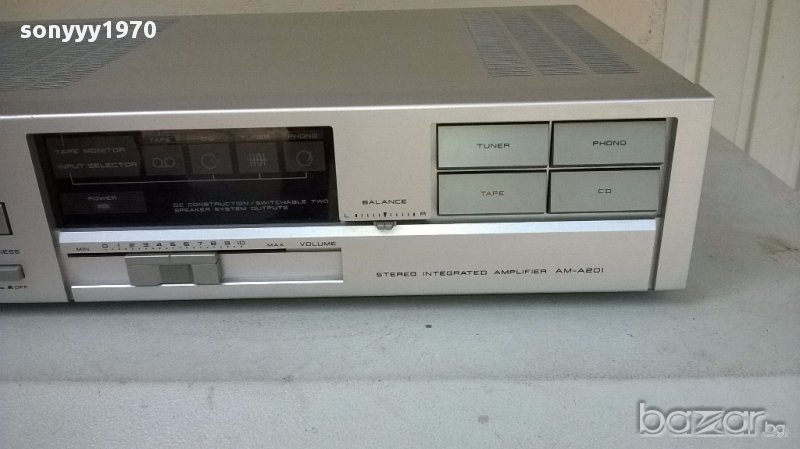 sonyyy1970
TAPE PHONO
TAPE MONITOR
INPUT SELECTOR
POWER
DC CONSTRUCTION/SWITCHABLE TWO
SPEAKER SYSTEM OUTPUTS
BALANCE
L R
TUNER PHONO
TAPE CD
MIN 0 1 2 3 4 5 6 7 8 9 10 MAX VOLUME
STEREO INTEGRATED AMPLIFIER AM-A201
OFF
bazar.bg